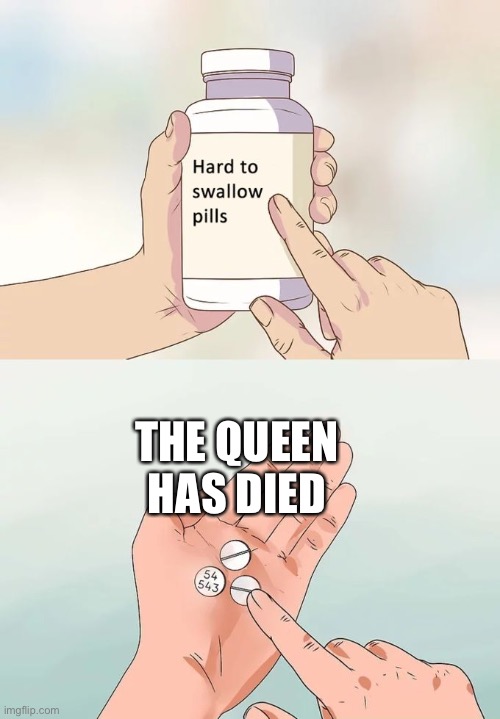 Hard to
swallow
pills
THE QUEEN
HAS DIED
54
543
imgflip.com